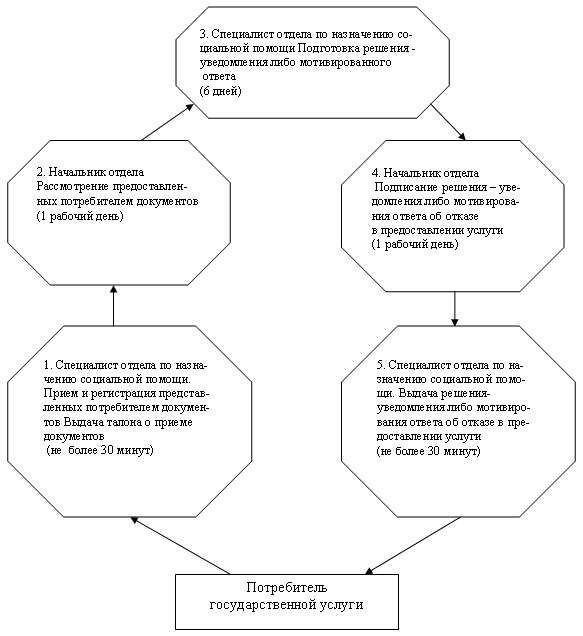 3. Специалист отдела по назначению со-
циальной помощи Подготовка решения -
уведомления либо мотивированного
ответа
(6 дней)
2. Начальник отдела
Рассмотрение предоставлен-
ных потребителем документов
(1 рабочий день)
4. Начальник отдела
Подписание решения – уве-
домления либо мотивирова-
ния ответа об отказе
в предоставлении услуги
(1 рабочий день)
1. Специалист отдела по назна-
чению социальной помощи.
Прием и регистрация представ-
ленных потребителем докумен-
тов Выдача талона о приеме
документов
(не более 30 минут)
5. Специалист отдела по на-
значению социальной помо-
щи. Выдача решения-
уведомления либо мотивиро-
вания ответа об отказе в пре-
доставлении услуги
(не более 30 минут)
Потребитель
государственной услуги